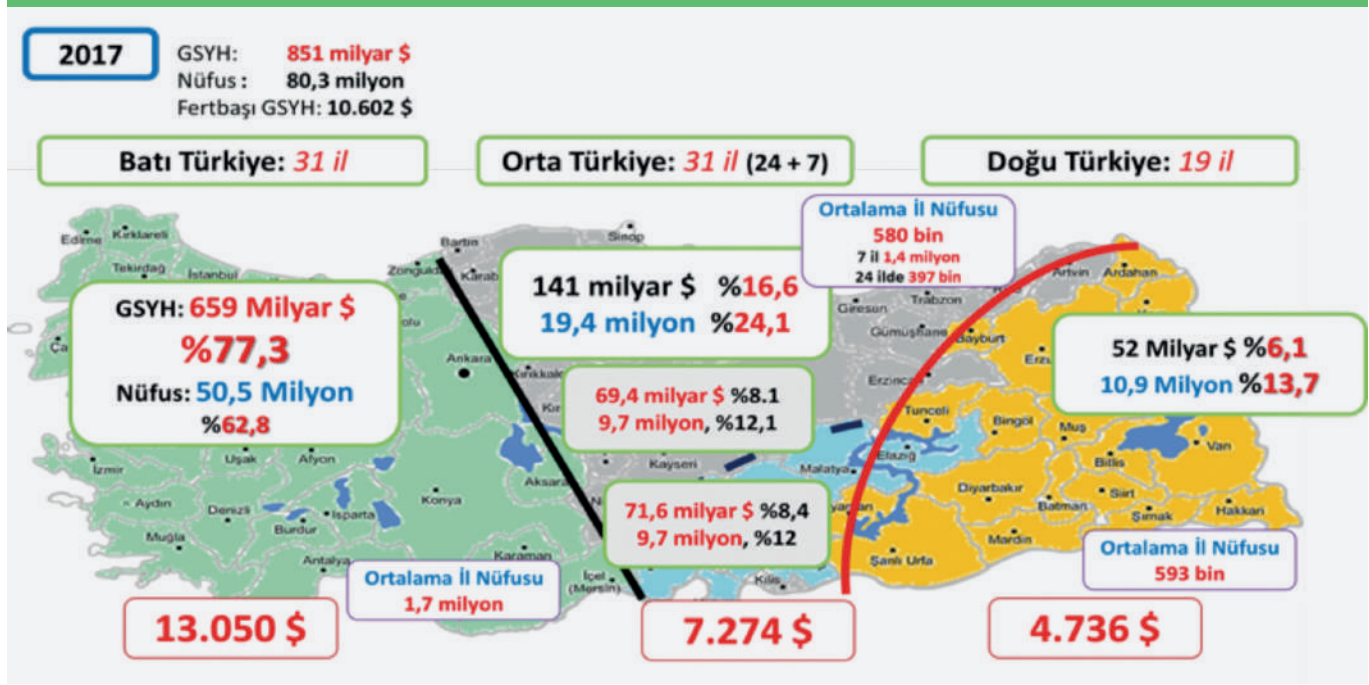 2017
GSYH: 851 milyar $
Nüfus : 80,3 milyon
Fertbaşı GSYH: 10.602 $
Batı Türkiye: 31 il
Orta Türkiye: 31 il (24 + 7)
Doğu Türkiye: 19 il
Ortalama İl Nüfusu
580 bin
7 il 1,4 milyon
24 ilde 397 bin
Edirne
Kırklareli
Tekirdağ
İstanbul
Bartın
Sinop
Artvin
Ardahan
Giresun
Trabzon
Gümüşhane
GSYH: 659 Milyar $
%77,3
Nüfus: 50,5 Milyon
%62,8
141 milyar $ %16,6
19,4 milyon %24,1
52 Milyar $ %6,1
10,9 Milyon %13,7
Ankara
69,4 milyar $ %8.1
9,7 milyon, %12,1
Tunceli
Bingöl
Muş
Van
Bitlis
Elazığ
Malatya
Kayseri
İzmir
Uşak
Afyon
Konya
Aydın
Denizli
Isparta
Burdur
Muğla
Antalya
Karaman
İçel
(Mersin)
71,6 milyar $ %8,4
9,7 milyon, %12
Diyarbakır
Batman
Siirt
Şırnak
Hakkari
Mardin
Şanlı Urfa
Kilis
Ortalama İl Nüfusu
1,7 milyon
Ortalama İl Nüfusu
593 bin
13.050 $
7.274 $
4.736 $